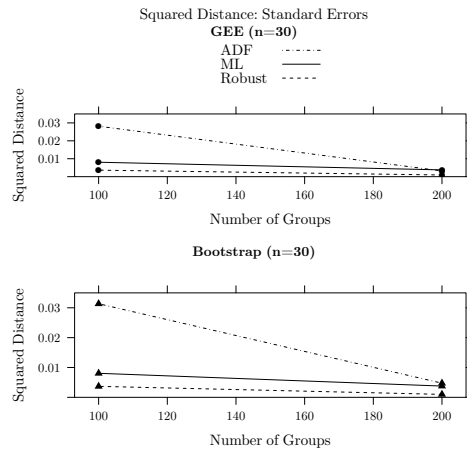 Squared Distance: Standard Errors
GEE (n=30)
ADF
ML
Robust
Squared Distance
0.03
0.02
0.01
100 120 140 160 180 200
Number of Groups
Bootstrap (n=30)
Squared Distance
0.03
0.02
0.01
100 120 140 160 180 200
Number of Groups